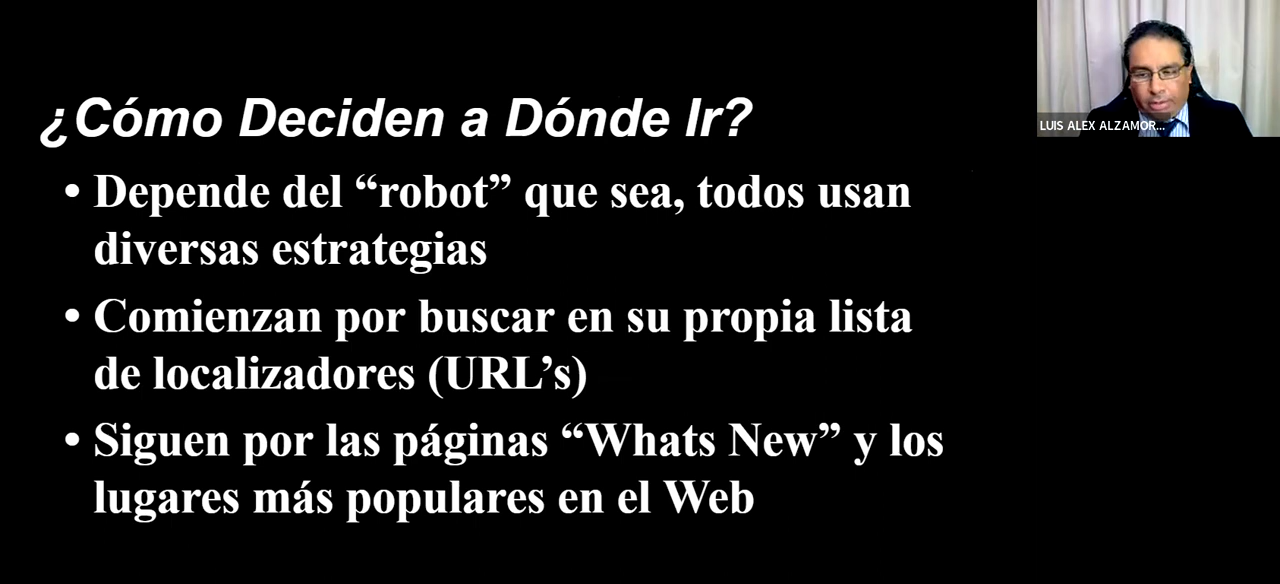 ¿Cómo Deciden a Dónde Ir?
• Depende del “robot” que sea, todos usan
diversas estrategias
• Comienzan por buscar en su propia lista
de localizadores (URL’s)
• Siguen por las páginas “Whats New” y los
lugares más populares en el Web
LUIS ALEX ALZAMOR...